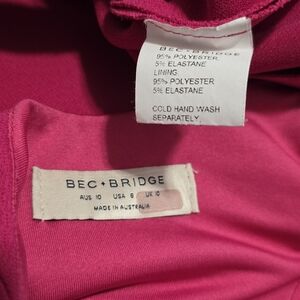 BEC+BRIDGE
95% POLYESTER
5% ELASTANE
LINING:
95% POLYESTER
5% ELASTANE
COLD HAND WASH
SEPARATELY.
BEC+BRIDGE
AUS 10 USA 6 UK 10
MADE IN AUSTRALIA